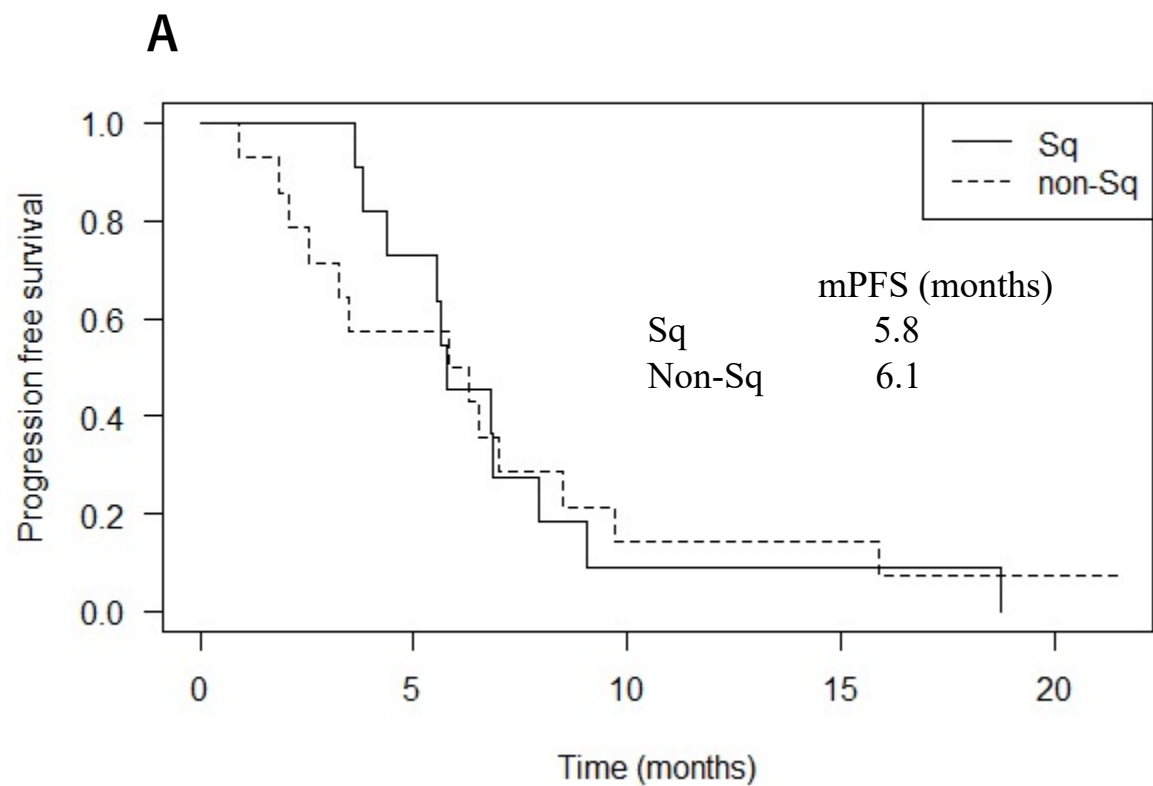 A
Progression free survival
1.0
0.8
0.6
0.4
0.2
0.0
Sq
non-Sq
mPFS (months)
Sq 5.8
Non-Sq 6.1
0 5 10 15 20
Time (months)